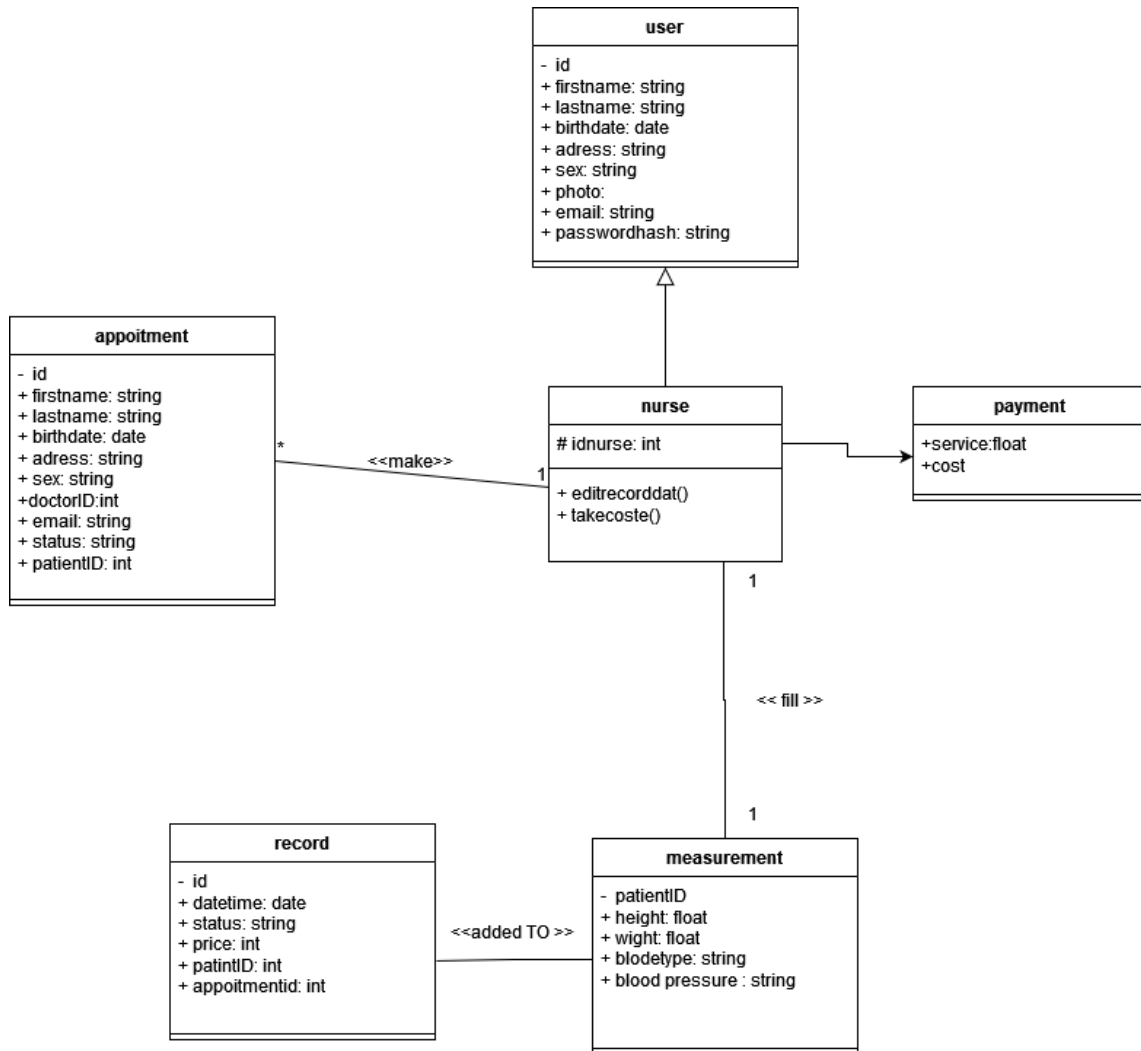 user
- id
+ firstname: string
+ lastname: string
+ birthdate: date
+ adress: string
+ sex: string
+ photo:
+ email: string
+ passwordhash: string
appoitment
- id
+ firstname: string
+ lastname: string
+ birthdate: date
+ adress: string
+ sex: string
+doctorID:int
+ email: string
+ status: string
+ patientID: int
*
<<make>>
1
nurse
# idnurse: int
+ editrecorddat()
+ takecoste()
payment
+service:float
+cost
1
<< fill >>
1
record
- id
+ datetime: date
+ status: string
+ price: int
+ patintID: int
+ appoitmentid: int
<<added TO >>
measurement
- patientID
+ height: float
+ wight: float
+ blodetype: string
+ blood pressure : string